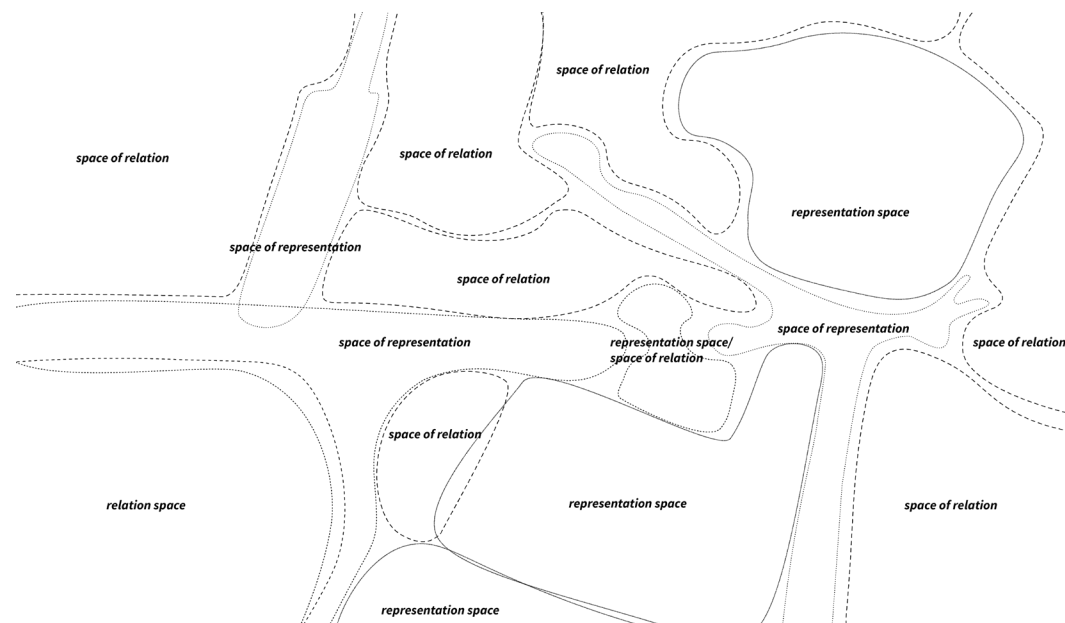 space of relation
space of relation
space of relation
representation space
space of representation
space of relation
space of representation
space of representation
representation space/
space of relation
space of relation
space of relation
relation space
representation space
space of relation
representation space